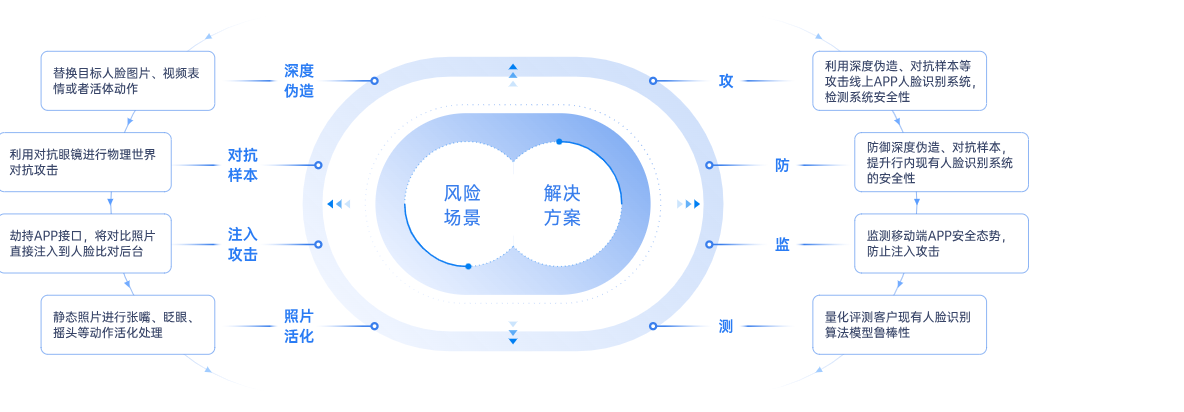 替换目标人脸图片、视频表
情或者活体动作
深度
伪造
利用对抗眼镜进行物理世界
对抗攻击
对抗
样本
劫持APP接口，将对比照片
直接注入到人脸比对后台
注入
攻击
静态照片进行张嘴、眨眼、
摇头等动作活化处理
照片
活化
风险
场景
解决
方案
攻
利用深度伪造、对抗样本等
攻击线上APP人脸识别系统，
检测系统安全性
防
防御深度伪造、对抗样本，
提升行内现有人脸识别系统
的安全性
监
监测移动端APP安全态势，
防止注入攻击
测
量化评测客户现有人脸识别
算法模型鲁棒性